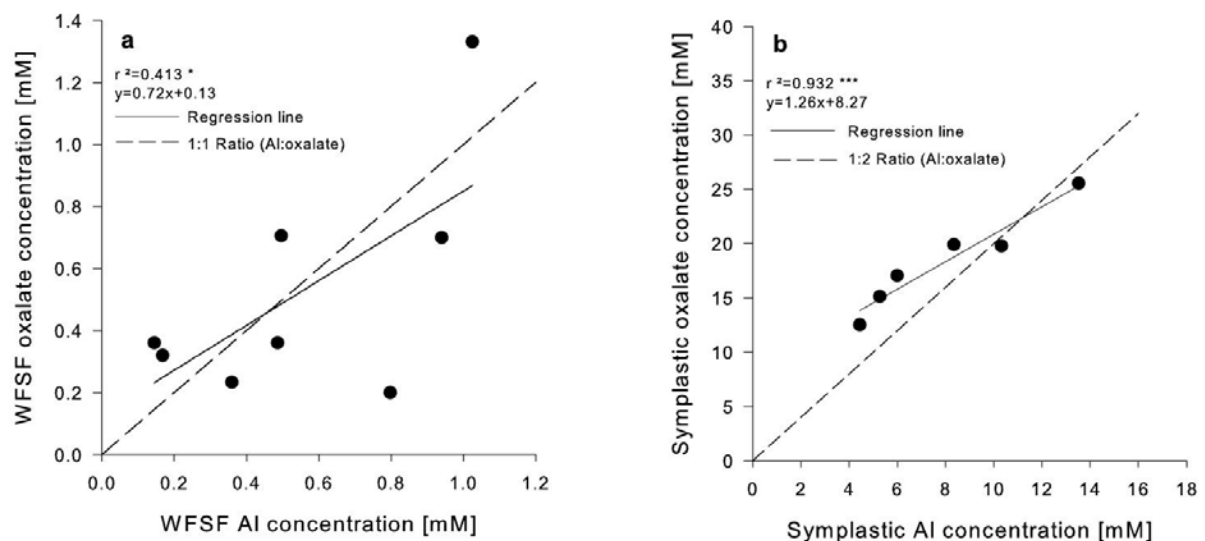 a
r ²=0.413 *
y=0.72x+0.13
Regression line
1:1 Ratio (Al:oxalate)
WFSF oxalate concentration [mM]
1.4
1.2
1.0
0.8
0.6
0.4
0.2
0.0
0.0 0.2 0.4 0.6 0.8 1.0 1.2
WFSF Al concentration [mM]
b
r ²=0.932 ***
y=1.26x+8.27
Regression line
1:2 Ratio (Al:oxalate)
Symplastic oxalate concentration [mM]
40
35
30
25
20
15
10
5
0
0 2 4 6 8 10 12 14 16 18
Symplastic Al concentration [mM]